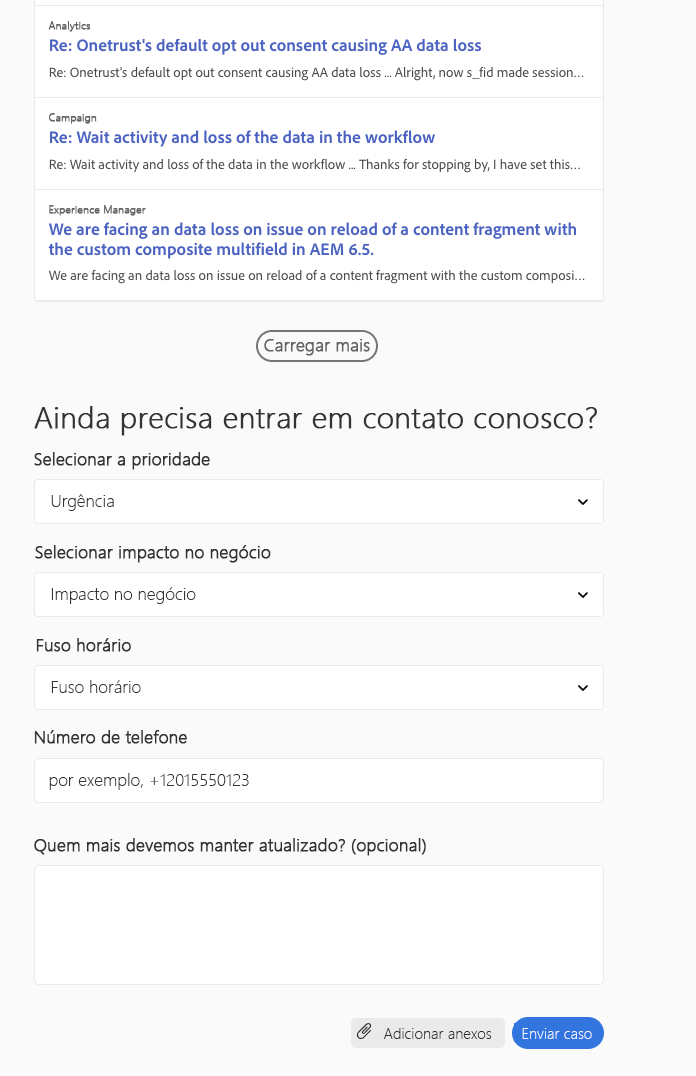 Analytics
Re: Onetrust's default opt out consent causing AA data loss
Re: Onetrust's default opt out consent causing AA data loss ... Alright, now s_fid made session...
Campaign
Re: Wait activity and loss of the data in the workflow
Re: Wait activity and loss of the data in the workflow ... Thanks for stopping by, I have set this...
Experience Manager
We are facing an data loss on issue on reload of a content fragment with
the custom composite multifield in AEM 6.5.
We are facing an data loss on issue on reload of a content fragment with the custom composi...
Carregar mais
Ainda precisa entrar em contato conosco?
Selecionar a prioridade
Urgência
Selecionar impacto no negócio
Impacto no negócio
Fuso horário
Fuso horário
Número de telefone
por exemplo, +12015550123
Quem mais devemos manter atualizado? (opcional)
Adicionar anexos
Enviar caso